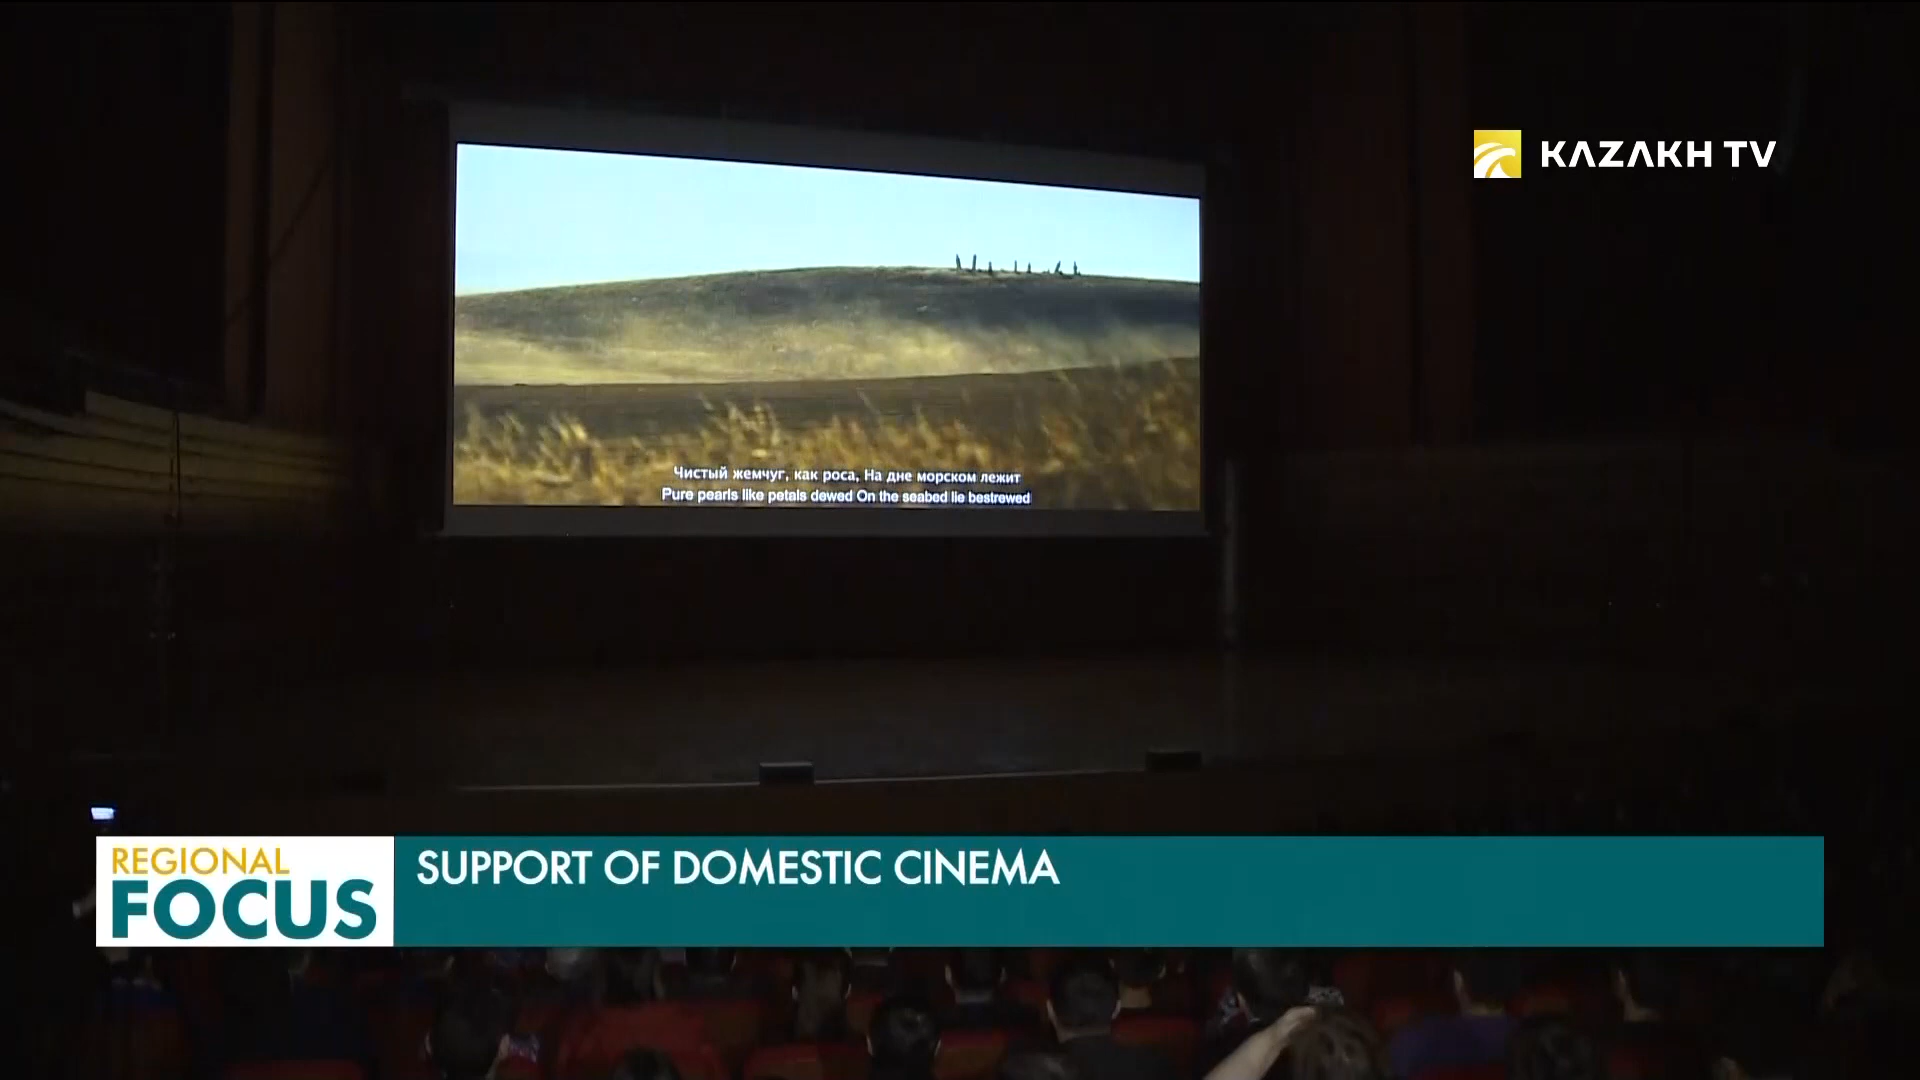 KAZAKH TV
Чистый жемчуг, как роса, На дне морском лежит
Pure pearls like petals dewed On the seabed lie bestrewed
REGIONAL
FOCUS
SUPPORT OF DOMESTIC CINEMA